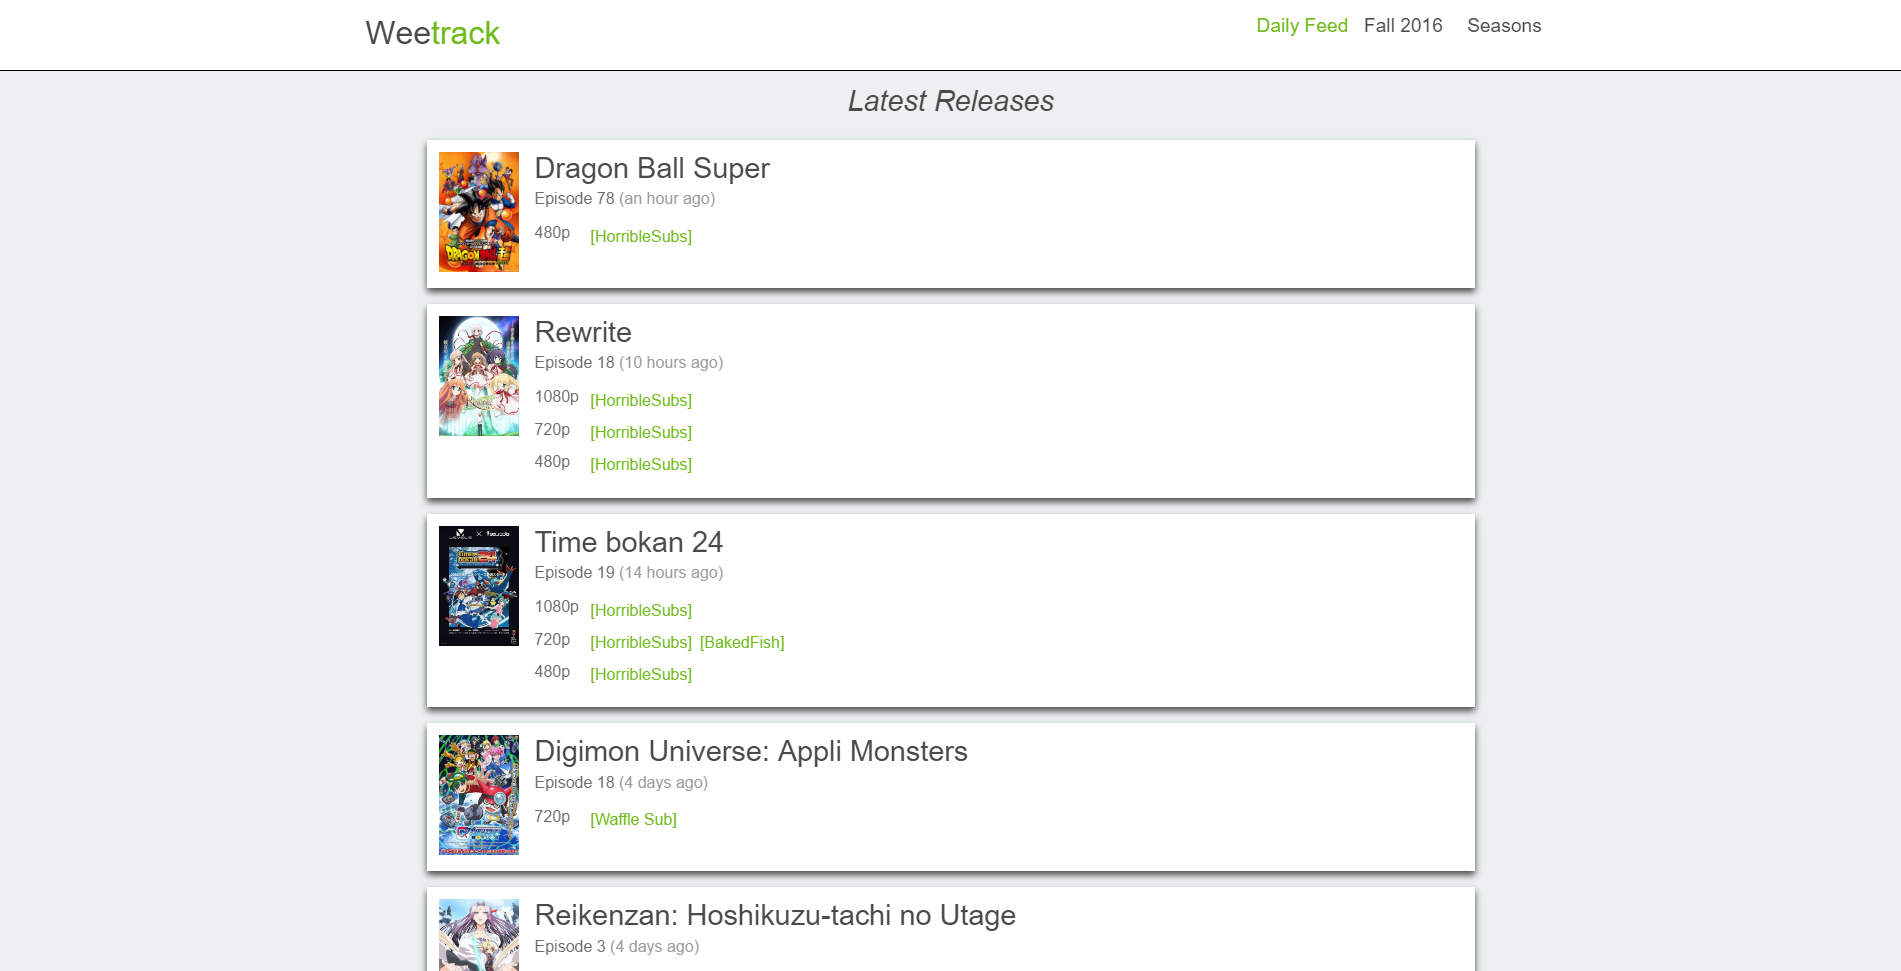 Weetrack
Daily Feed Fall 2016 Seasons
Latest Releases
Dragon Ball Super
Episode 78 (an hour ago)
480p [HorribleSubs]
Rewrite
Episode 18 (10 hours ago)
1080p [HorribleSubs]
720p [HorribleSubs]
480p [HorribleSubs]
Time bokan 24
Episode 19 (14 hours ago)
1080p [HorribleSubs]
720p [HorribleSubs] [BakedFish]
480p [HorribleSubs]
Digimon Universe: Appli Monsters
Episode 18 (4 days ago)
720p [Waffle Sub]
Reikenzan: Hoshikuzu-tachi no Utage
Episode 3 (4 days ago)